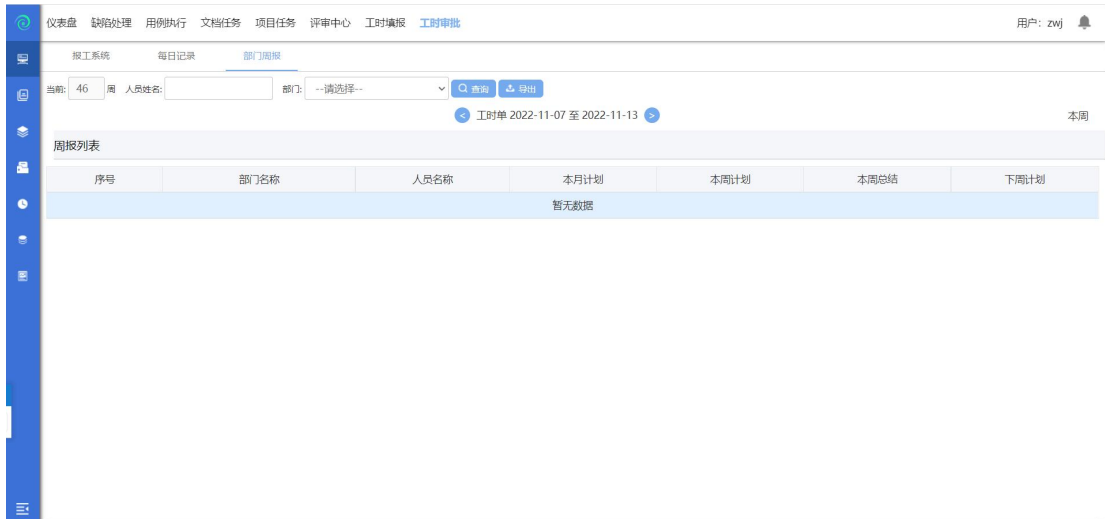 仪表盘 缺陷处理 用例执行 文档任务 项目任务 评审中心 工时填报 工时审批 用户：zwj
报工系统 每日记录 部门周报
当前: 46 周 人员姓名: 部门: --请选择-- 查询 导出
工时单 2022-11-07 至 2022-11-13 本周
周报列表
序号 部门名称 人员名称 本月计划 本周计划 本周总结 下周计划
暂无数据